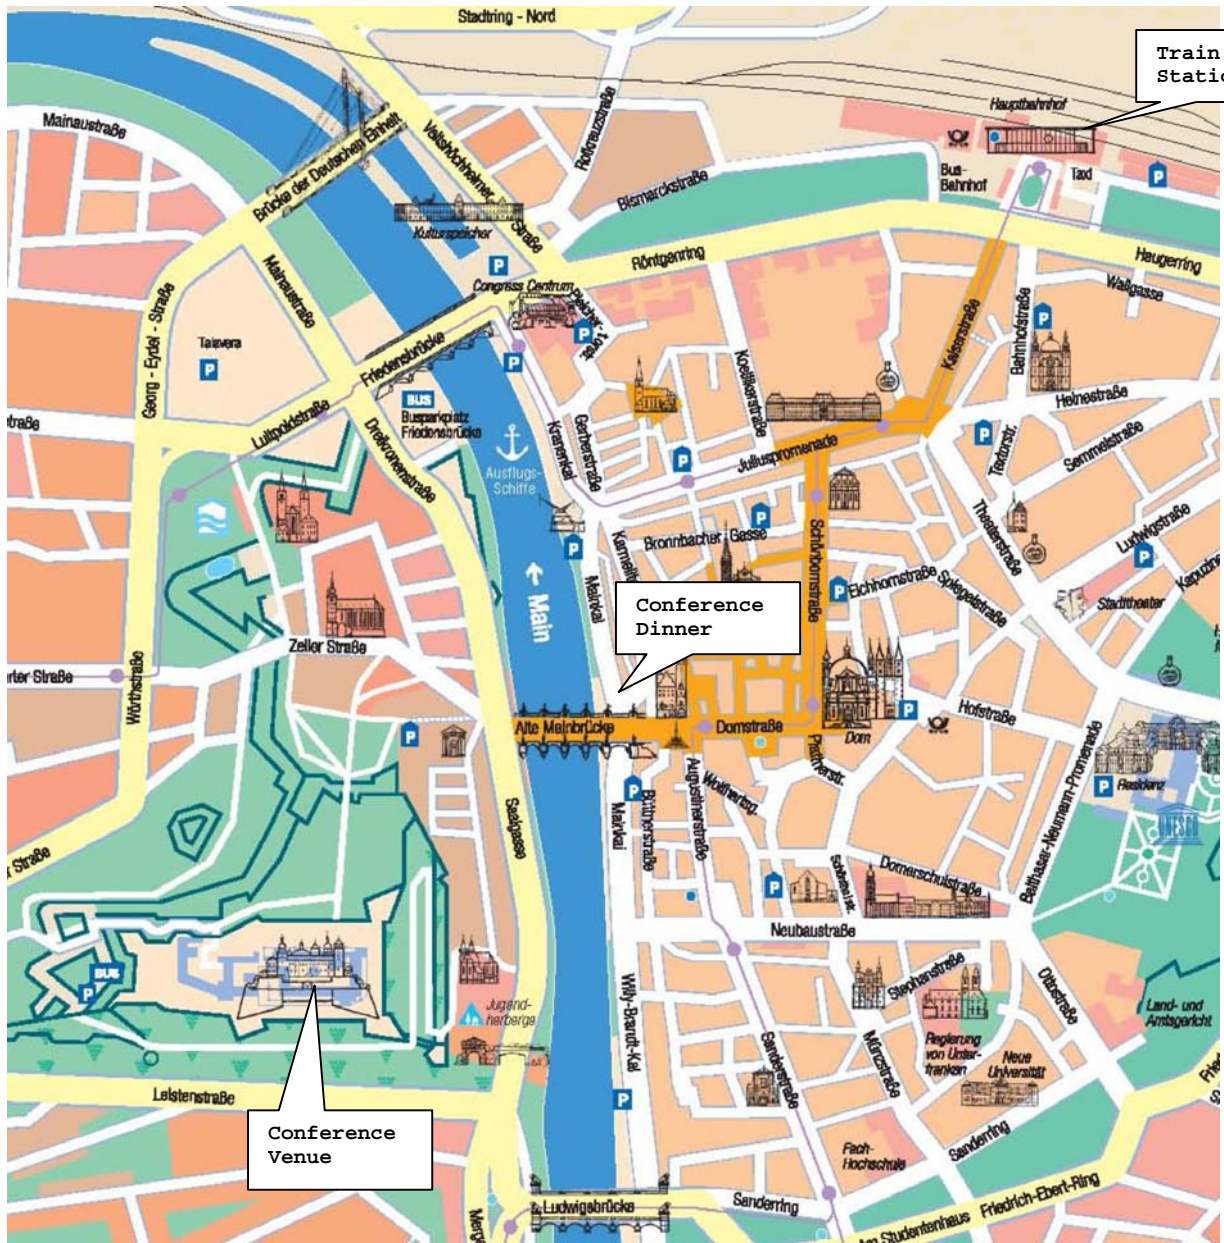 Stadtring - Nord
Train
Hauptbahnhof
Mainaustraße
Brücke der Deutschen Einheit
Veitshöchheimer Straße
Rotkreuzstraße
Bismarckstraße
Bus-
Bahnhof
Taxi
P
Kulturspeicher
Röntgenring
Haugerring
Wallgasse
P
Congress Centrum
Georg - Eydel - Straße
Mainaustraße
Talavera
P
Friedensbrücke
P
P
Koellikerstraße
Kaiserstraße
Bahnhofstraße
P
Heinestraße
BUS
Busparkplatz
Friedensbrücke
Luitpoldstraße
Dreikronenstraße
Kranenkai
Gerberstraße
Juliuspromenade
P
Textorstr.
P
Semmelstraße
Ausflugs-
Schiffe
Bronnbacher Gasse
P
Schönbornstraße
Theaterstraße
Ludwigstraße
P
P
Mainkai
Main
Eichhornstraße
P
Spiegelstraße
Stadttheater
Conference
Dinner
Zeller Straße
Wörthstraße
Alte Mainbrücke
Domstraße
Dom
P
Hofstraße
P
Plattnerstr.
Balthasar-Neumann-Promenade
P
Residenz
UNESCO
P
Mainkai
Büttnerstraße
Augustinerstraße
Wolfhartsg.
Saalgasse
P
Schönthalstr.
Domerschulstraße
Neubaustraße
BUS
P
Jugend-
herberge
Willy-Brandt-Kai
Stephanstraße
Ottostraße
Land- und
Amtsgericht
Regierung
von Unter-
franken
Neue
Universität
Münzstraße
Sanderstraße
P
Leistenstraße
Conference
Venue
Fach-
Hochschule
Sanderring
Ludwigsbrücke
Sanderring
Am Studentenhaus
Friedrich-Ebert-Ring